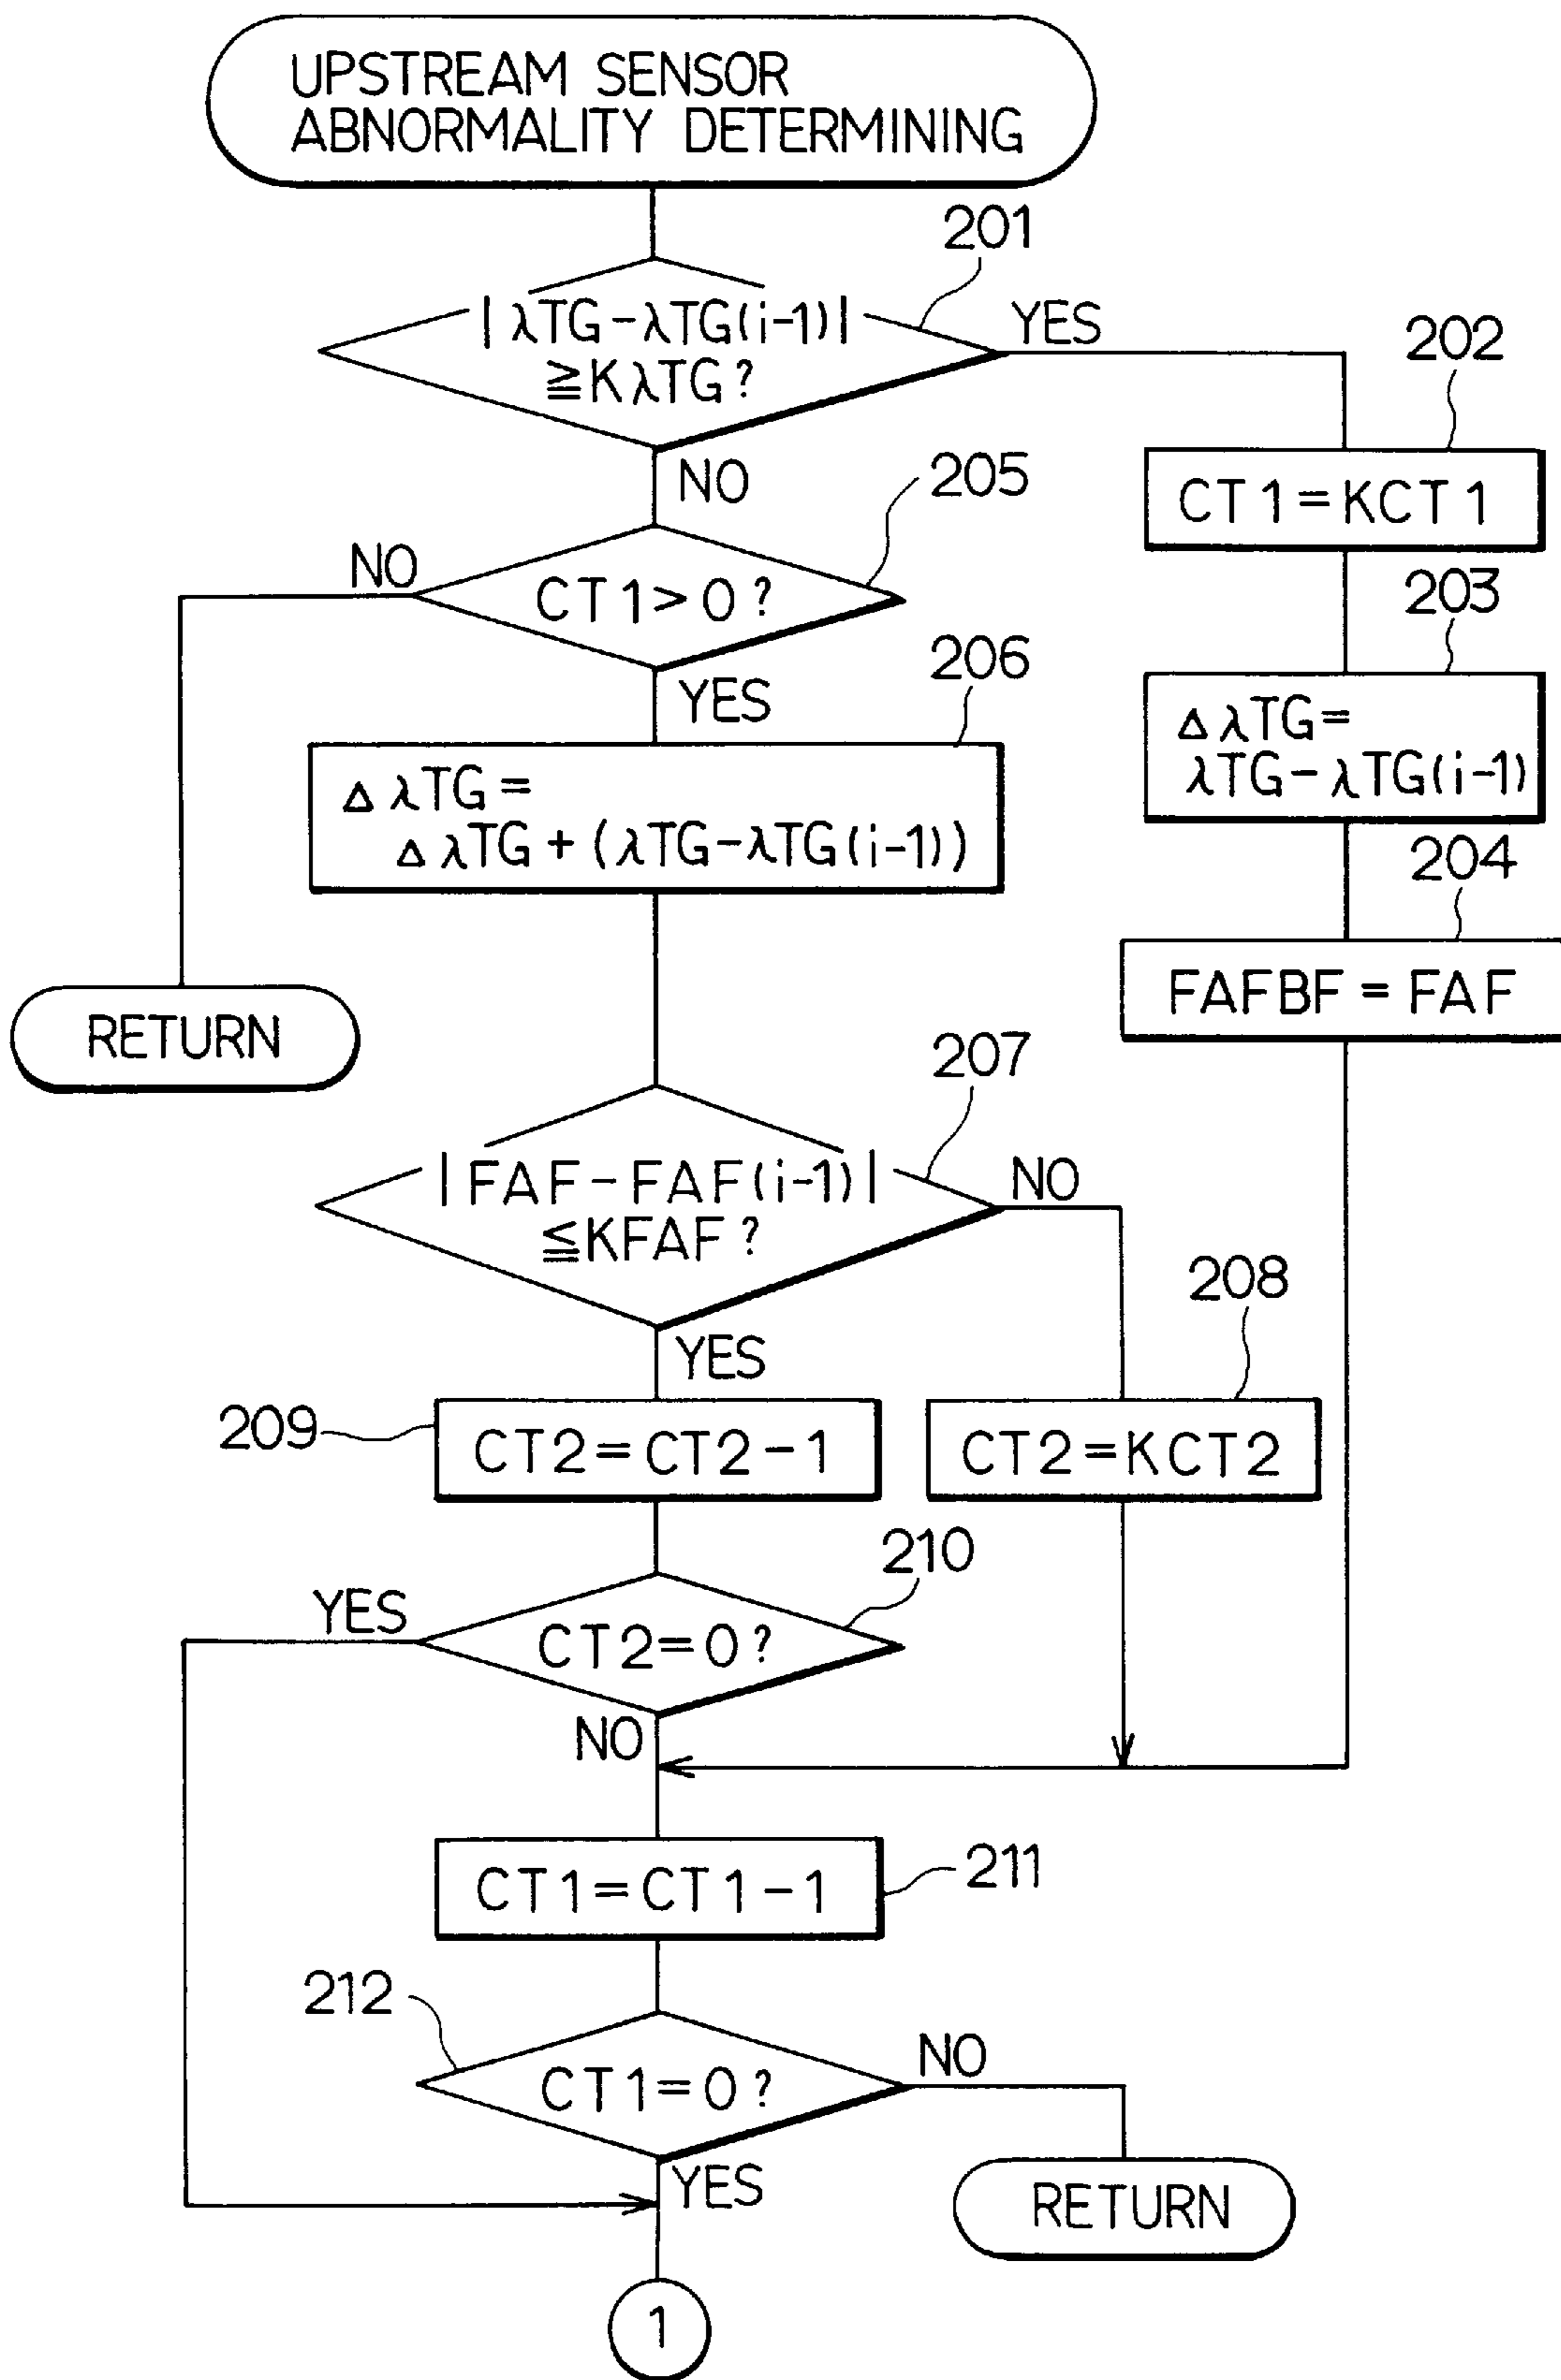 UPSTREAM SENSOR
ABNORMALITY DETERMINING
201
|λTG-λTG(i-1)|
≧KλTG?
YES
NO
202
CT1=KCT1
205
CT1>0?
NO
YES
203
ΔλTG=
λTG-λTG(i-1)
206
ΔλTG=
ΔλTG+(λTG-λTG(i-1))
204
FAFBF=FAF
RETURN
207
|FAF-FAF(i-1)|
≦KFAF?
NO
YES
208
CT2=KCT2
209
CT2=CT2-1
210
CT2=0?
YES
NO
211
CT1=CT1-1
212
CT1=0?
NO
YES
RETURN
1